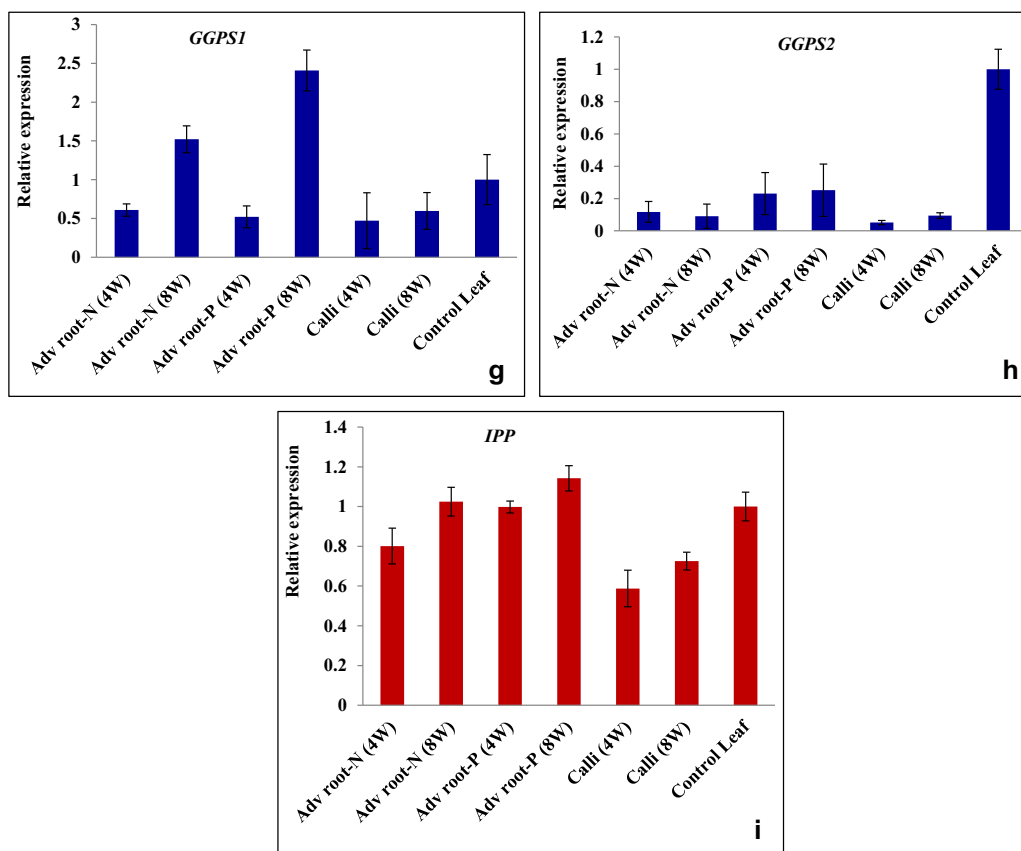 GGPS1
Relative expression
3
2.5
2
1.5
1
0.5
0
Adv root-N (4W)
Adv root-N (8W)
Adv root-P (4W)
Adv root-P (8W)
Calli (4W)
Calli (8W)
Control Leaf
g
GGPS2
Relative expression
1.2
1
0.8
0.6
0.4
0.2
0
Adv root-N (4W)
Adv root-N (8W)
Adv root-P (4W)
Adv root-P (8W)
Calli (4W)
Calli (8W)
Control Leaf
h
IPP
Relative expression
1.4
1.2
1
0.8
0.6
0.4
0.2
0
Adv root-N (4W)
Adv root-N (8W)
Adv root-P (4W)
Adv root-P (8W)
Calli (4W)
Calli (8W)
Control Leaf
i